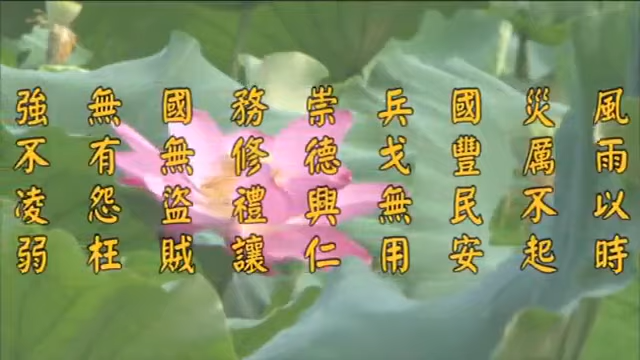 風雨以時
災厲不起
國豐民安
兵戈無用
崇德興仁
務修禮讓
國無盜賊
無有怨枉
強不凌弱